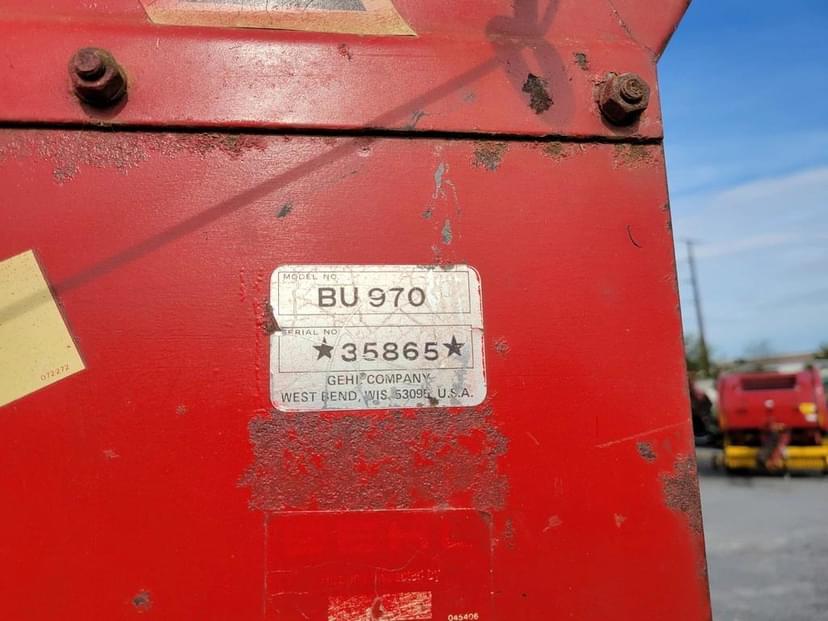 MODEL NO.
BU 970
SERIAL NO.
★35865★
GEHL COMPANY
WEST BEND, WIS. 53095 U.S.A.
072272
045406